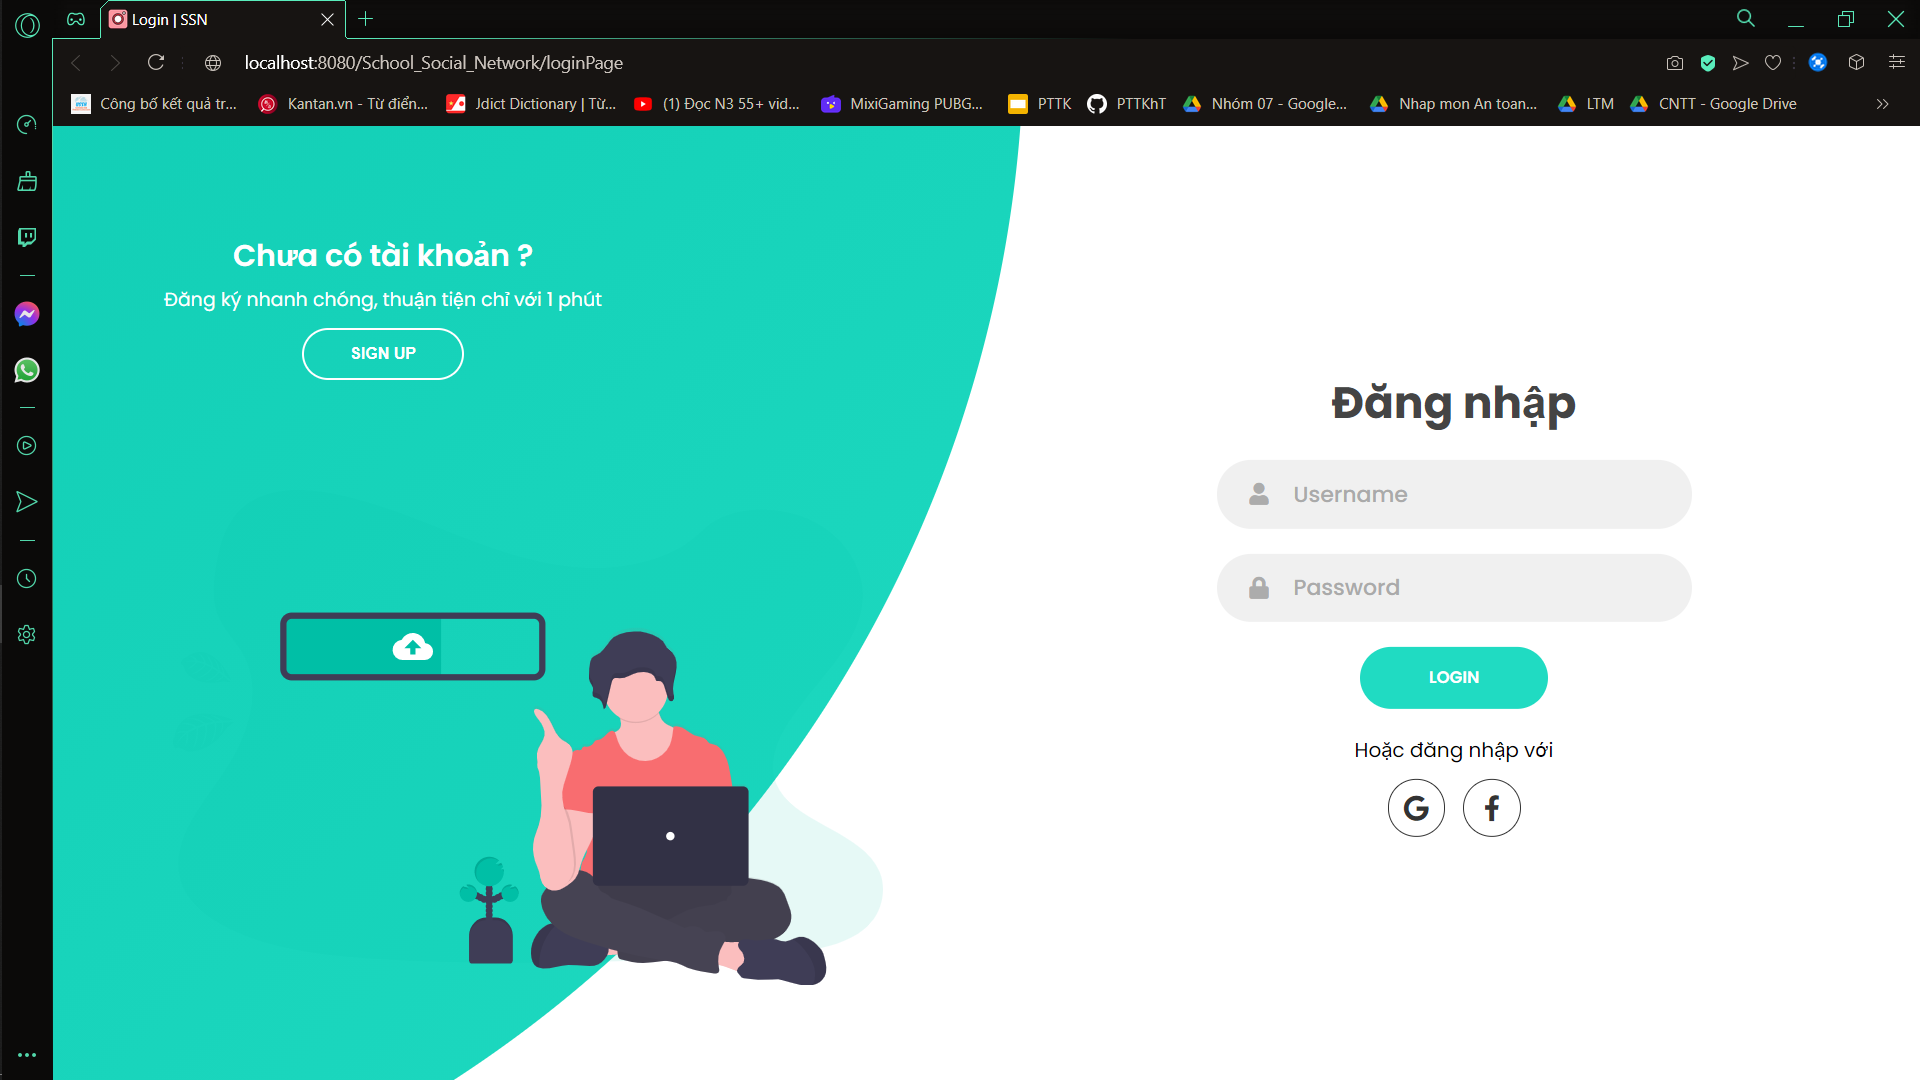 Login | SSN
localhost:8080/School_Social_Network/loginPage
Công bố kết quả tr...
Kantan.vn - Từ điển...
Jdict Dictionary | Từ...
(1) Đọc N3 55+ vid...
MixiGaming PUBG...
PTTK
PTTKhT
Nhóm 07 - Google...
Nhap mon An toan...
LTM
CNTT - Google Drive
Chưa có tài khoản ?
Đăng ký nhanh chóng, thuận tiện chỉ với 1 phút
SIGN UP
Đăng nhập
Username
Password
LOGIN
Hoặc đăng nhập với